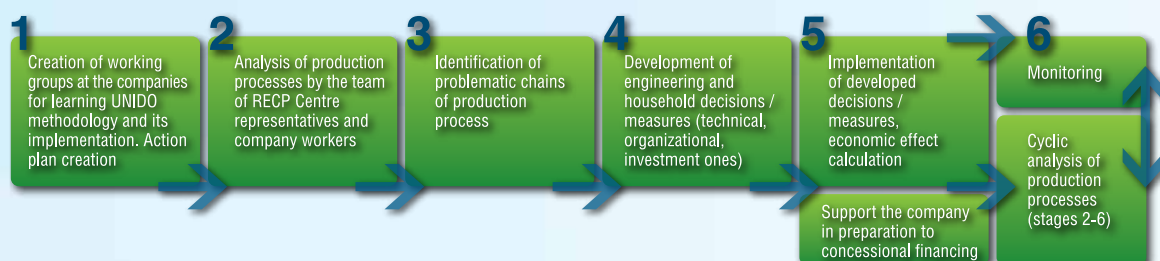 1
Creation of working
groups at the companies
for learning UNIDO
methodology and its
implementation. Action
plan creation
2
Analysis of production
processes by the team
of RECP Centre
representatives and
company workers
3
Identification of
problematic chains
of production
process
4
Development of
engineering and
household decisions /
measures (technical,
organizational,
investment ones)
5
Implementation
of developed
decisions /
measures,
economic effect
calculation
Support the company
in preparation to
concessional financing
6
Monitoring
Cyclic
analysis of
production
processes
(stages 2-6)